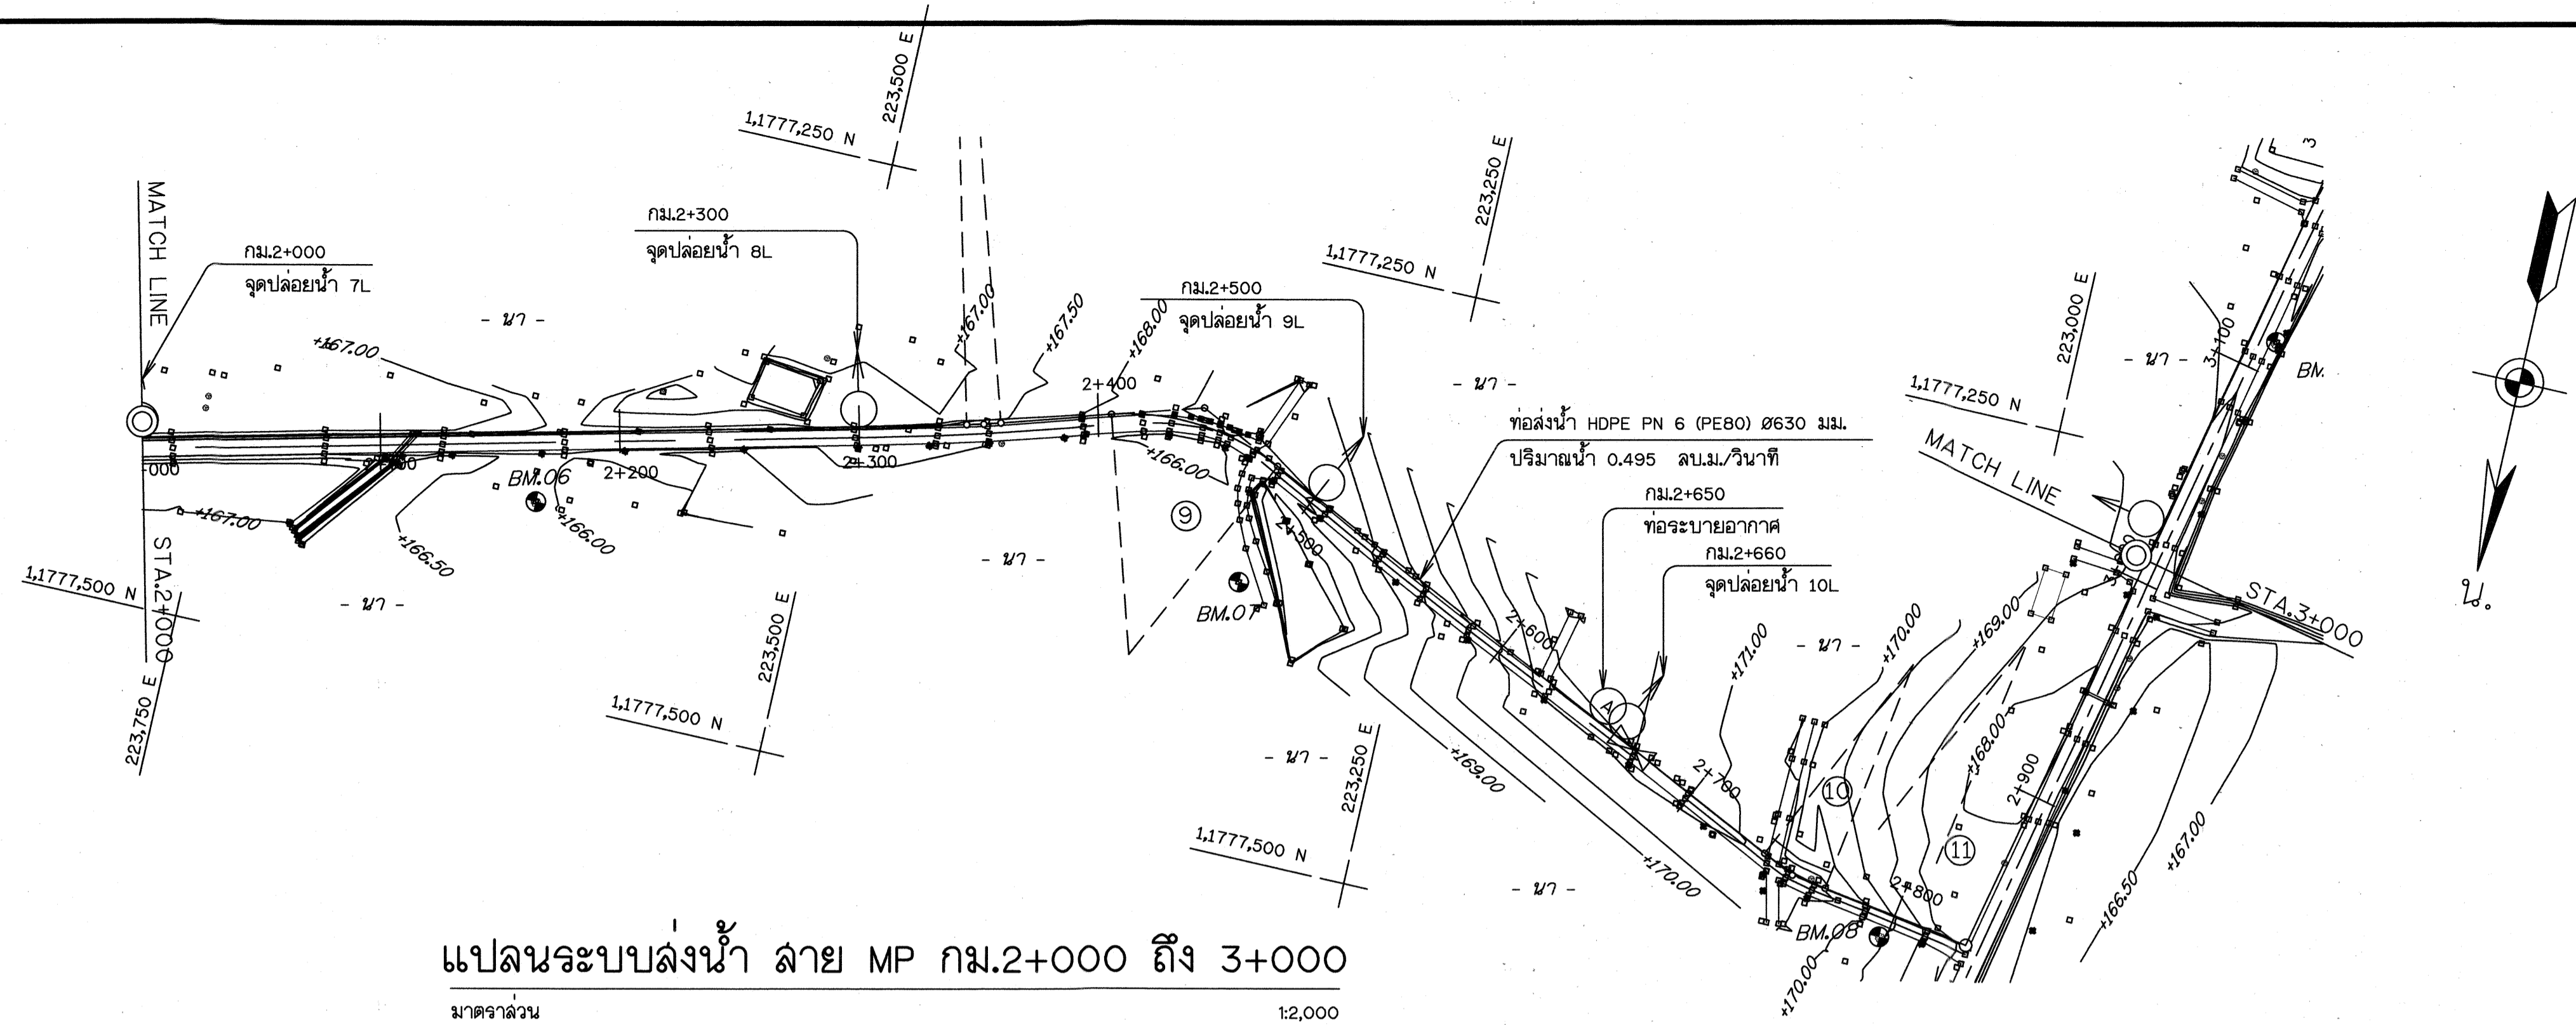 223,500 E
1,1777,250 N
MATCH LINE
กม.2+000
จุดปล่อยน้ำ 7L
กม.2+300
จุดปล่อยน้ำ 8L
223,250 E
1,1777,250 N
กม.2+500
จุดปล่อยน้ำ 9L
- นา -
+167.00
+167.00
+167.50
+168.00
2+400
- นา -
223,000 E
1,1777,250 N
3+100
- นา -
BM.
3
ท่อส่งน้ำ HDPE PN 6 (PE80) Ø630 มม.
ปริมาณน้ำ 0.495 ลบ.ม./วินาที
MATCH LINE
กม.2+650
ท่อระบายอากาศ
กม.2+660
จุดปล่อยน้ำ 10L
-000
BM.06
2+200
2+300
+166.00
9
2+500
+167.00
+166.50
+166.00
- นา -
BM.07
STA.2+000
1,1777,500 N
- นา -
223,750 E
223,500 E
1,1777,500 N
2+600
A
+171.00
- นา -
+170.00
+169.00
STA.3+000
น.
+168.00
- นา -
223,250 E
1,1777,500 N
+169.00
2+700
10
2+900
11
+167.00
+166.50
+170.00
- นา -
2+800
BM.08
+170.00
แปลนระบบส่งน้ำ สาย MP กม.2+000 ถึง 3+000
มาตราส่วน 1:2,000